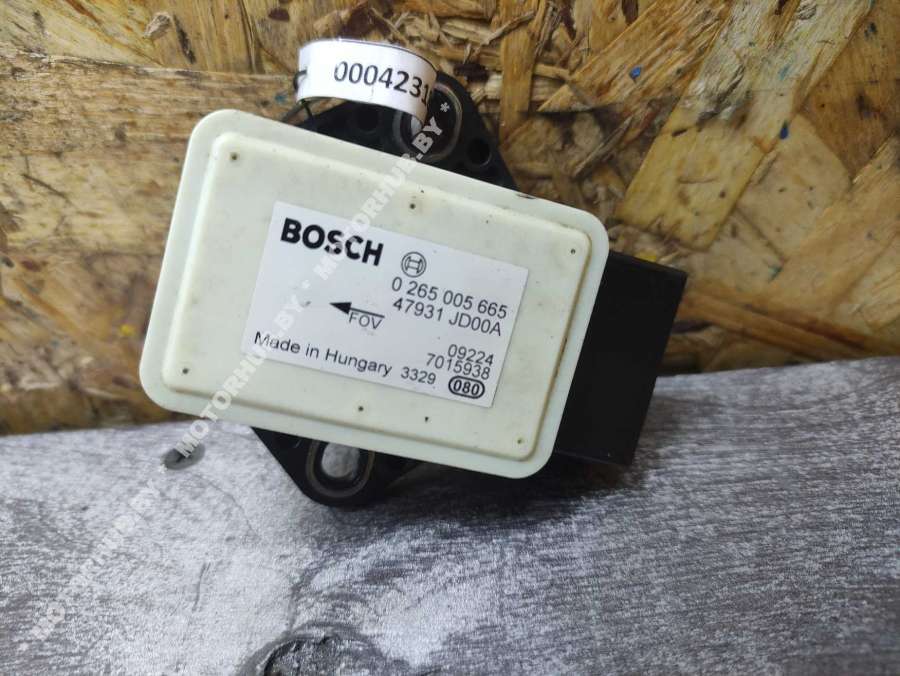 0004231
BOSCH
0 265 005 665
47931 JD00A
FOV
09224
7015938
Made in Hungary 3329 080
* MOTORHUB.BY * MOTORHUB.BY * MOTORHUB.BY *